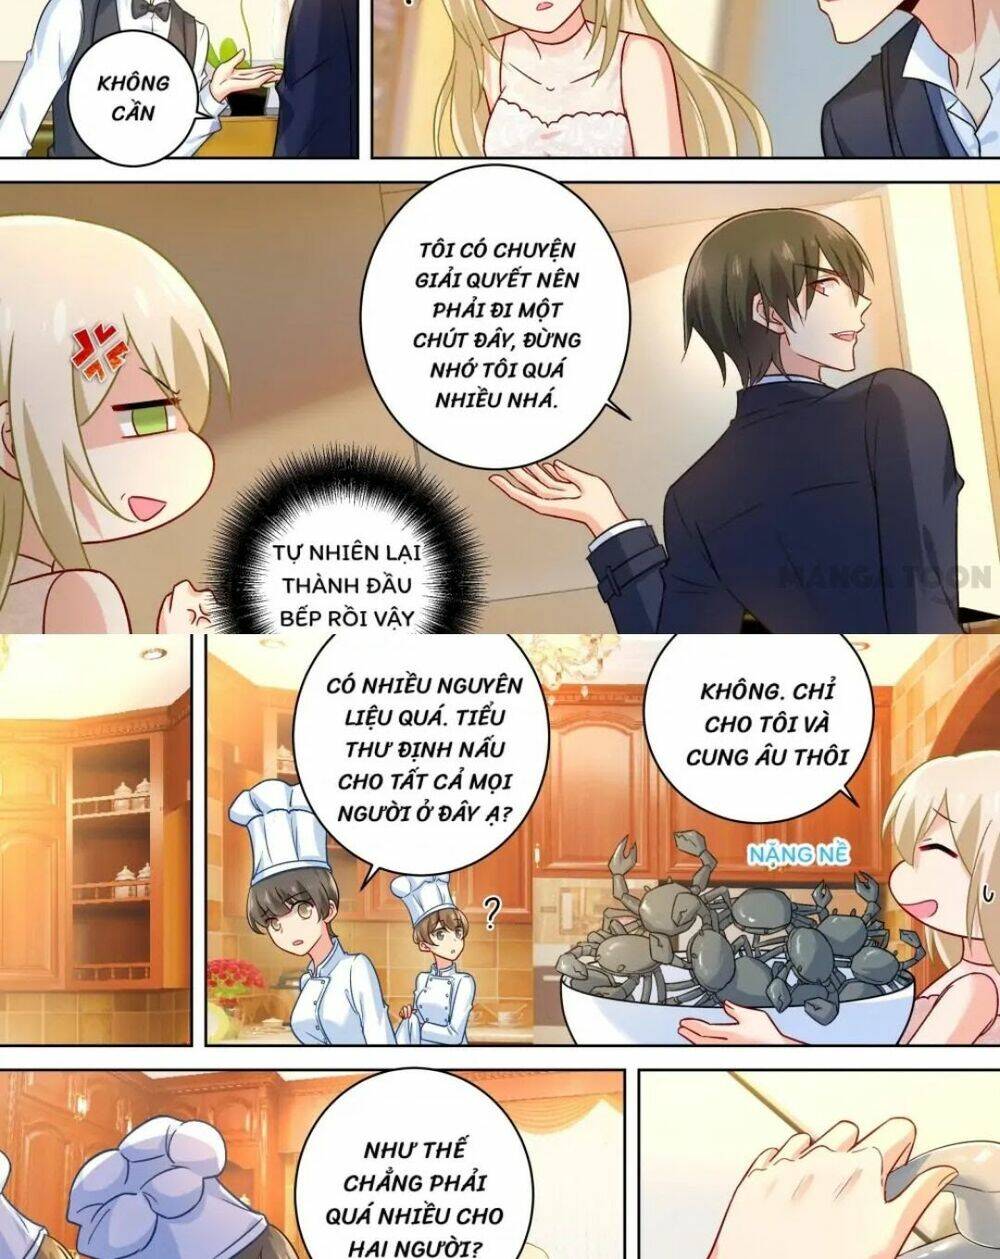 KHÔNG
CẦN
TÔI CÓ CHUYỆN
GIẢI QUYẾT NÊN
PHẢI ĐI MỘT
CHÚT ĐÂY, ĐỪNG
NHỚ TÔI QUÁ
NHIỀU NHÁ.
TỰ NHIÊN LẠI
THÀNH ĐẦU
BẾP RỒI VẬY
MANGA TOON
CÓ NHIỀU NGUYÊN
LIỆU QUÁ. TIỂU
THƯ ĐỊNH NẤU
CHO TẤT CẢ MỌI
NGƯỜI Ở ĐÂY Ạ?
?
KHÔNG. CHỈ
CHO TÔI VÀ
CUNG ÂU THÔI
NẶNG NỀ
NHƯ THẾ
CHẲNG PHẢI
QUÁ NHIỀU CHO
HAI NGƯỜI?